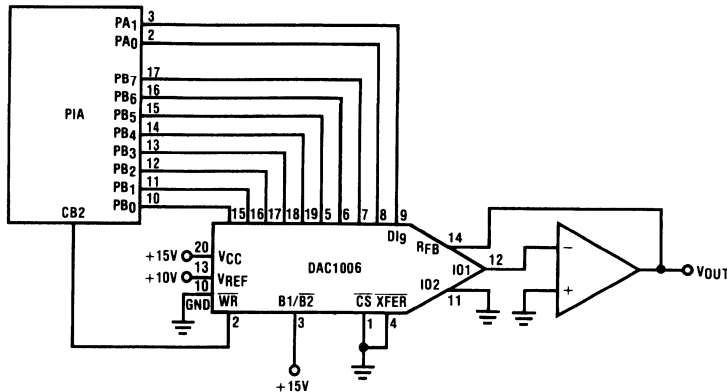 PA1 3
PA0 2
PB7 17
PB6 16
PIA
PB5 15
PB4 14
PB3 13
PB2 12
PB1 11
PB0 10
CB2
15 16 17 18 19 5 6 7 8 9
DI9
+15V 20 VCC
+10V 13 VREF
10 GND
DAC1006
RFB 14
IO1 12
IO2 11
WR B1/B2 CS XFER
2 3 1 4
+15V
−
+
VOUT